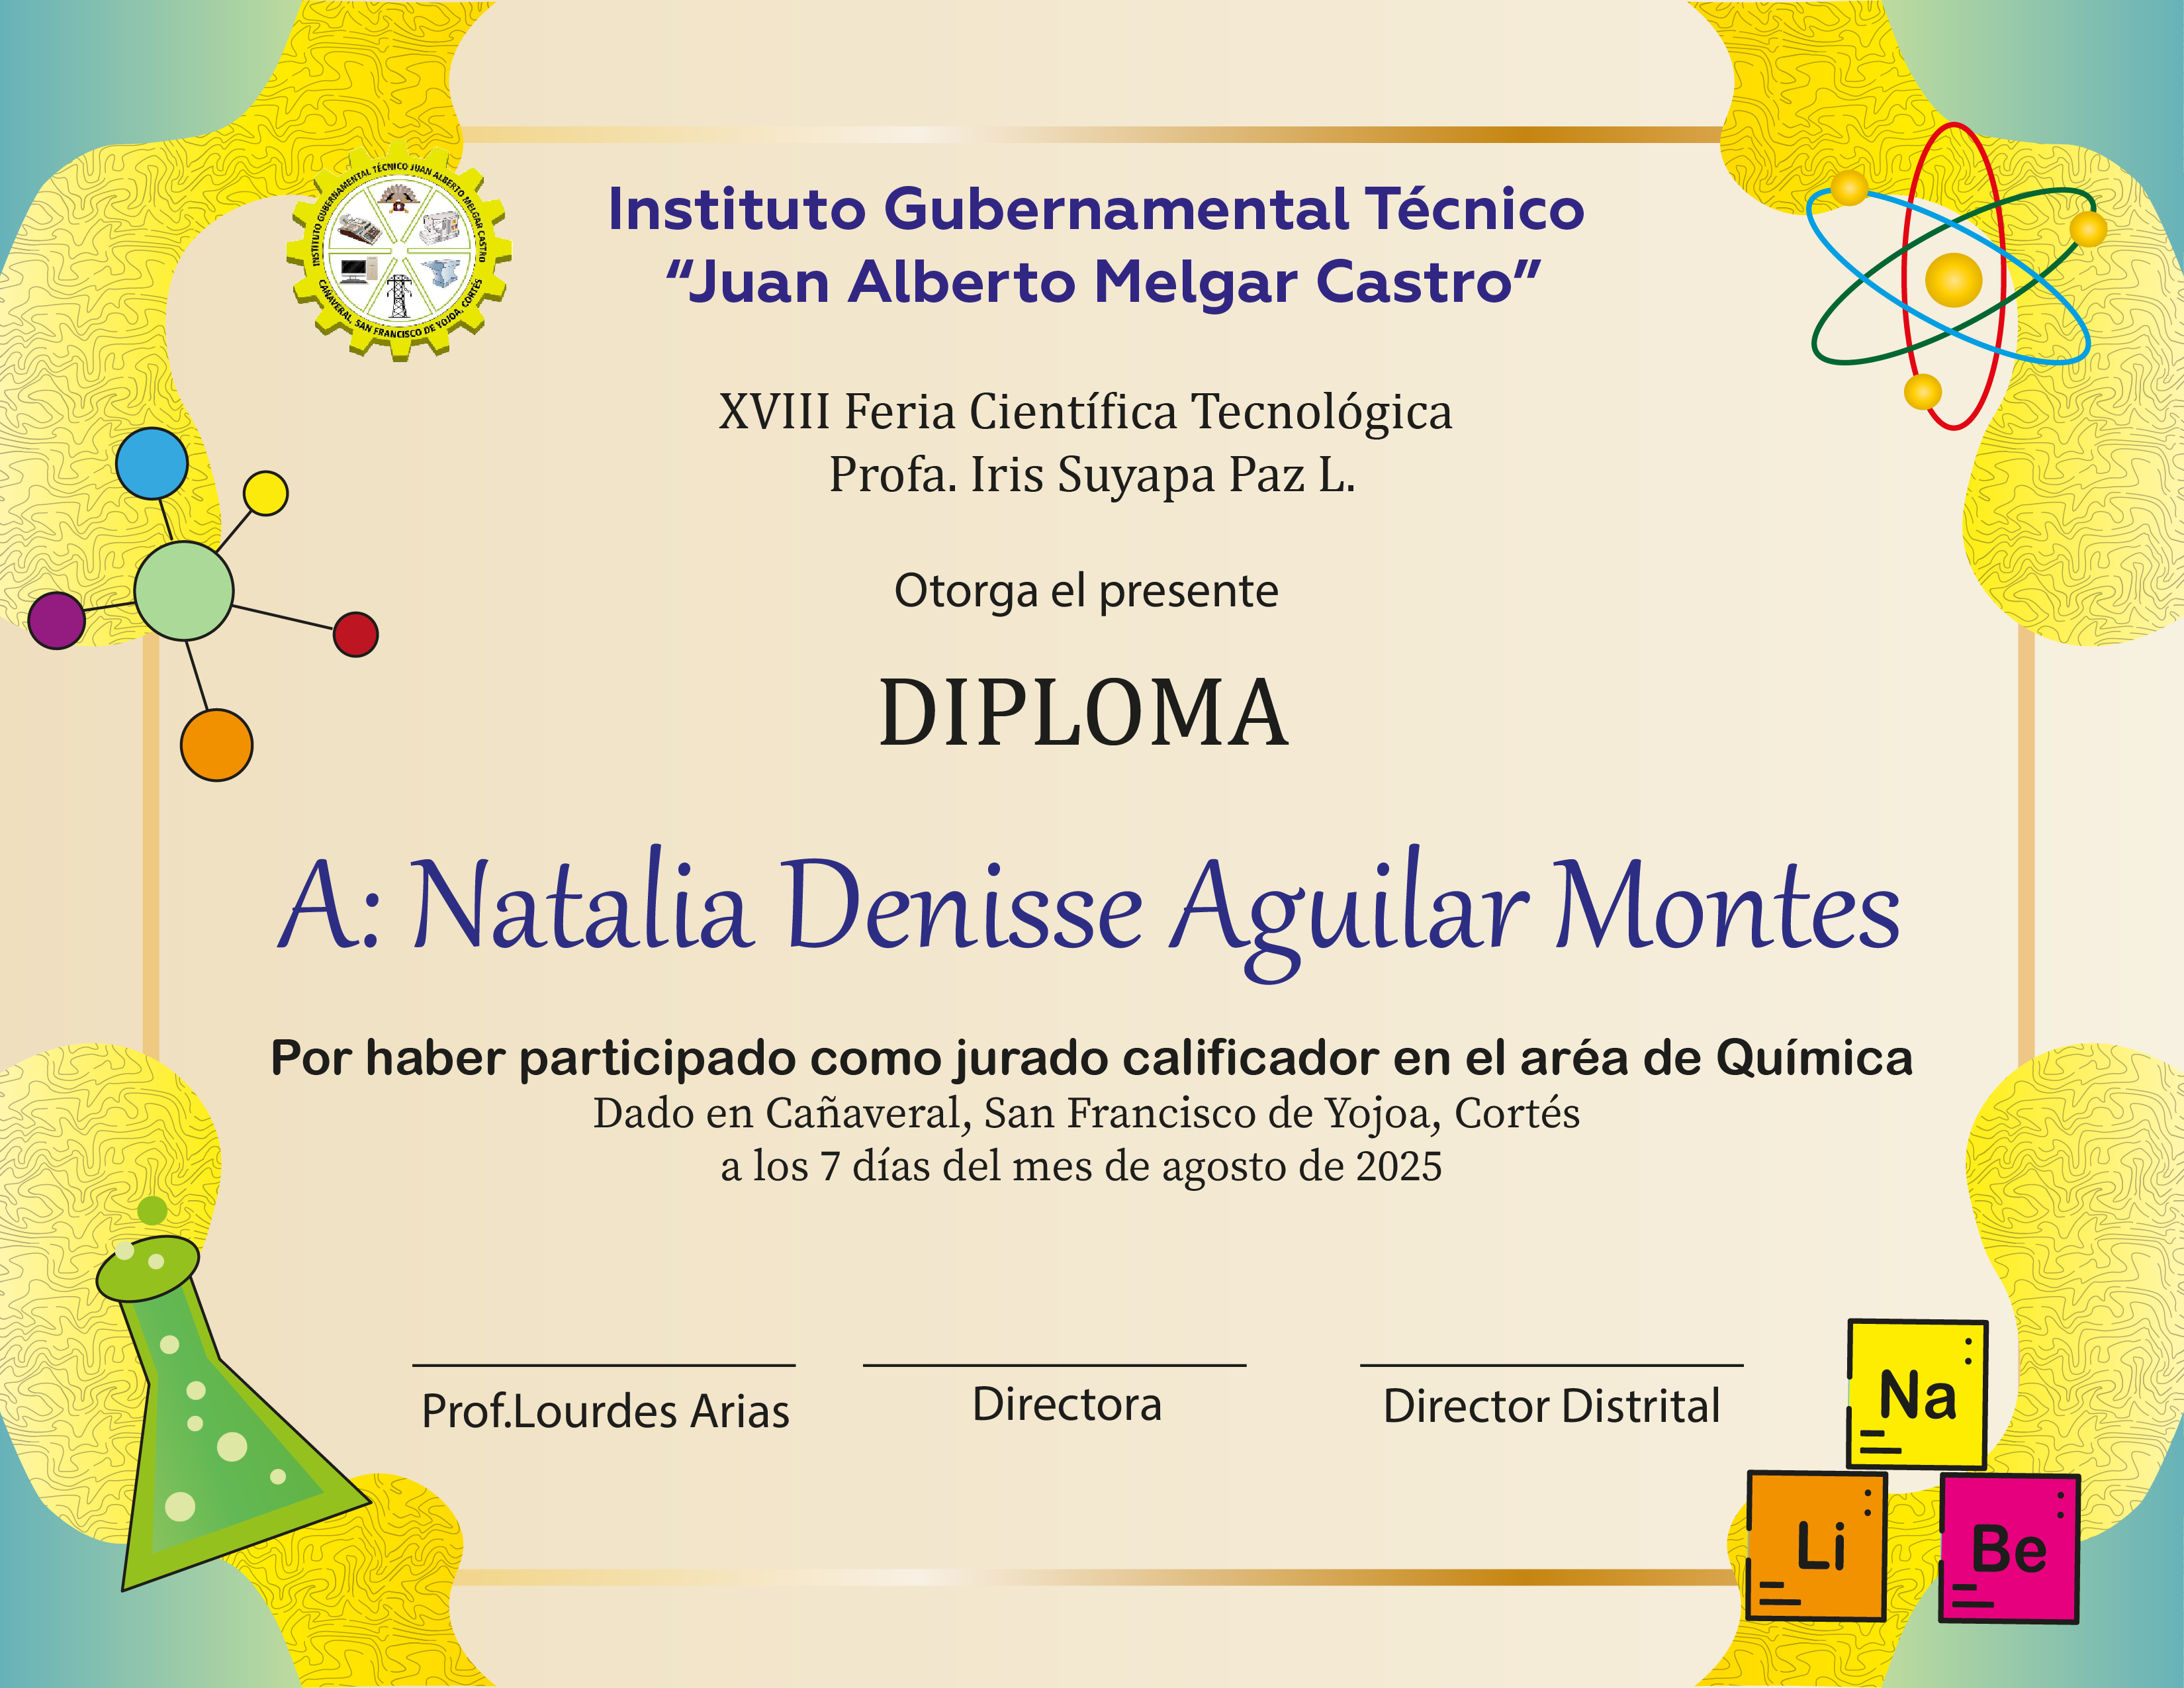 INSTITUTO GUBERNAMENTAL TÉCNICO JUAN ALBERTO MELGAR CASTRO
CAÑAVERAL, SAN FRANCISCO DE YOJOA, CORTÉS
Instituto Gubernamental Técnico
“Juan Alberto Melgar Castro”
XVIII Feria Científica Tecnológica
Profa. Iris Suyapa Paz L.
Otorga el presente
DIPLOMA
A: Natalia Denisse Aguilar Montes
Por haber participado como jurado calificador en el aréa de Química
Dado en Cañaveral, San Francisco de Yojoa, Cortés
a los 7 días del mes de agosto de 2025
Prof.Lourdes Arias
Directora
Director Distrital
Na
Li
Be